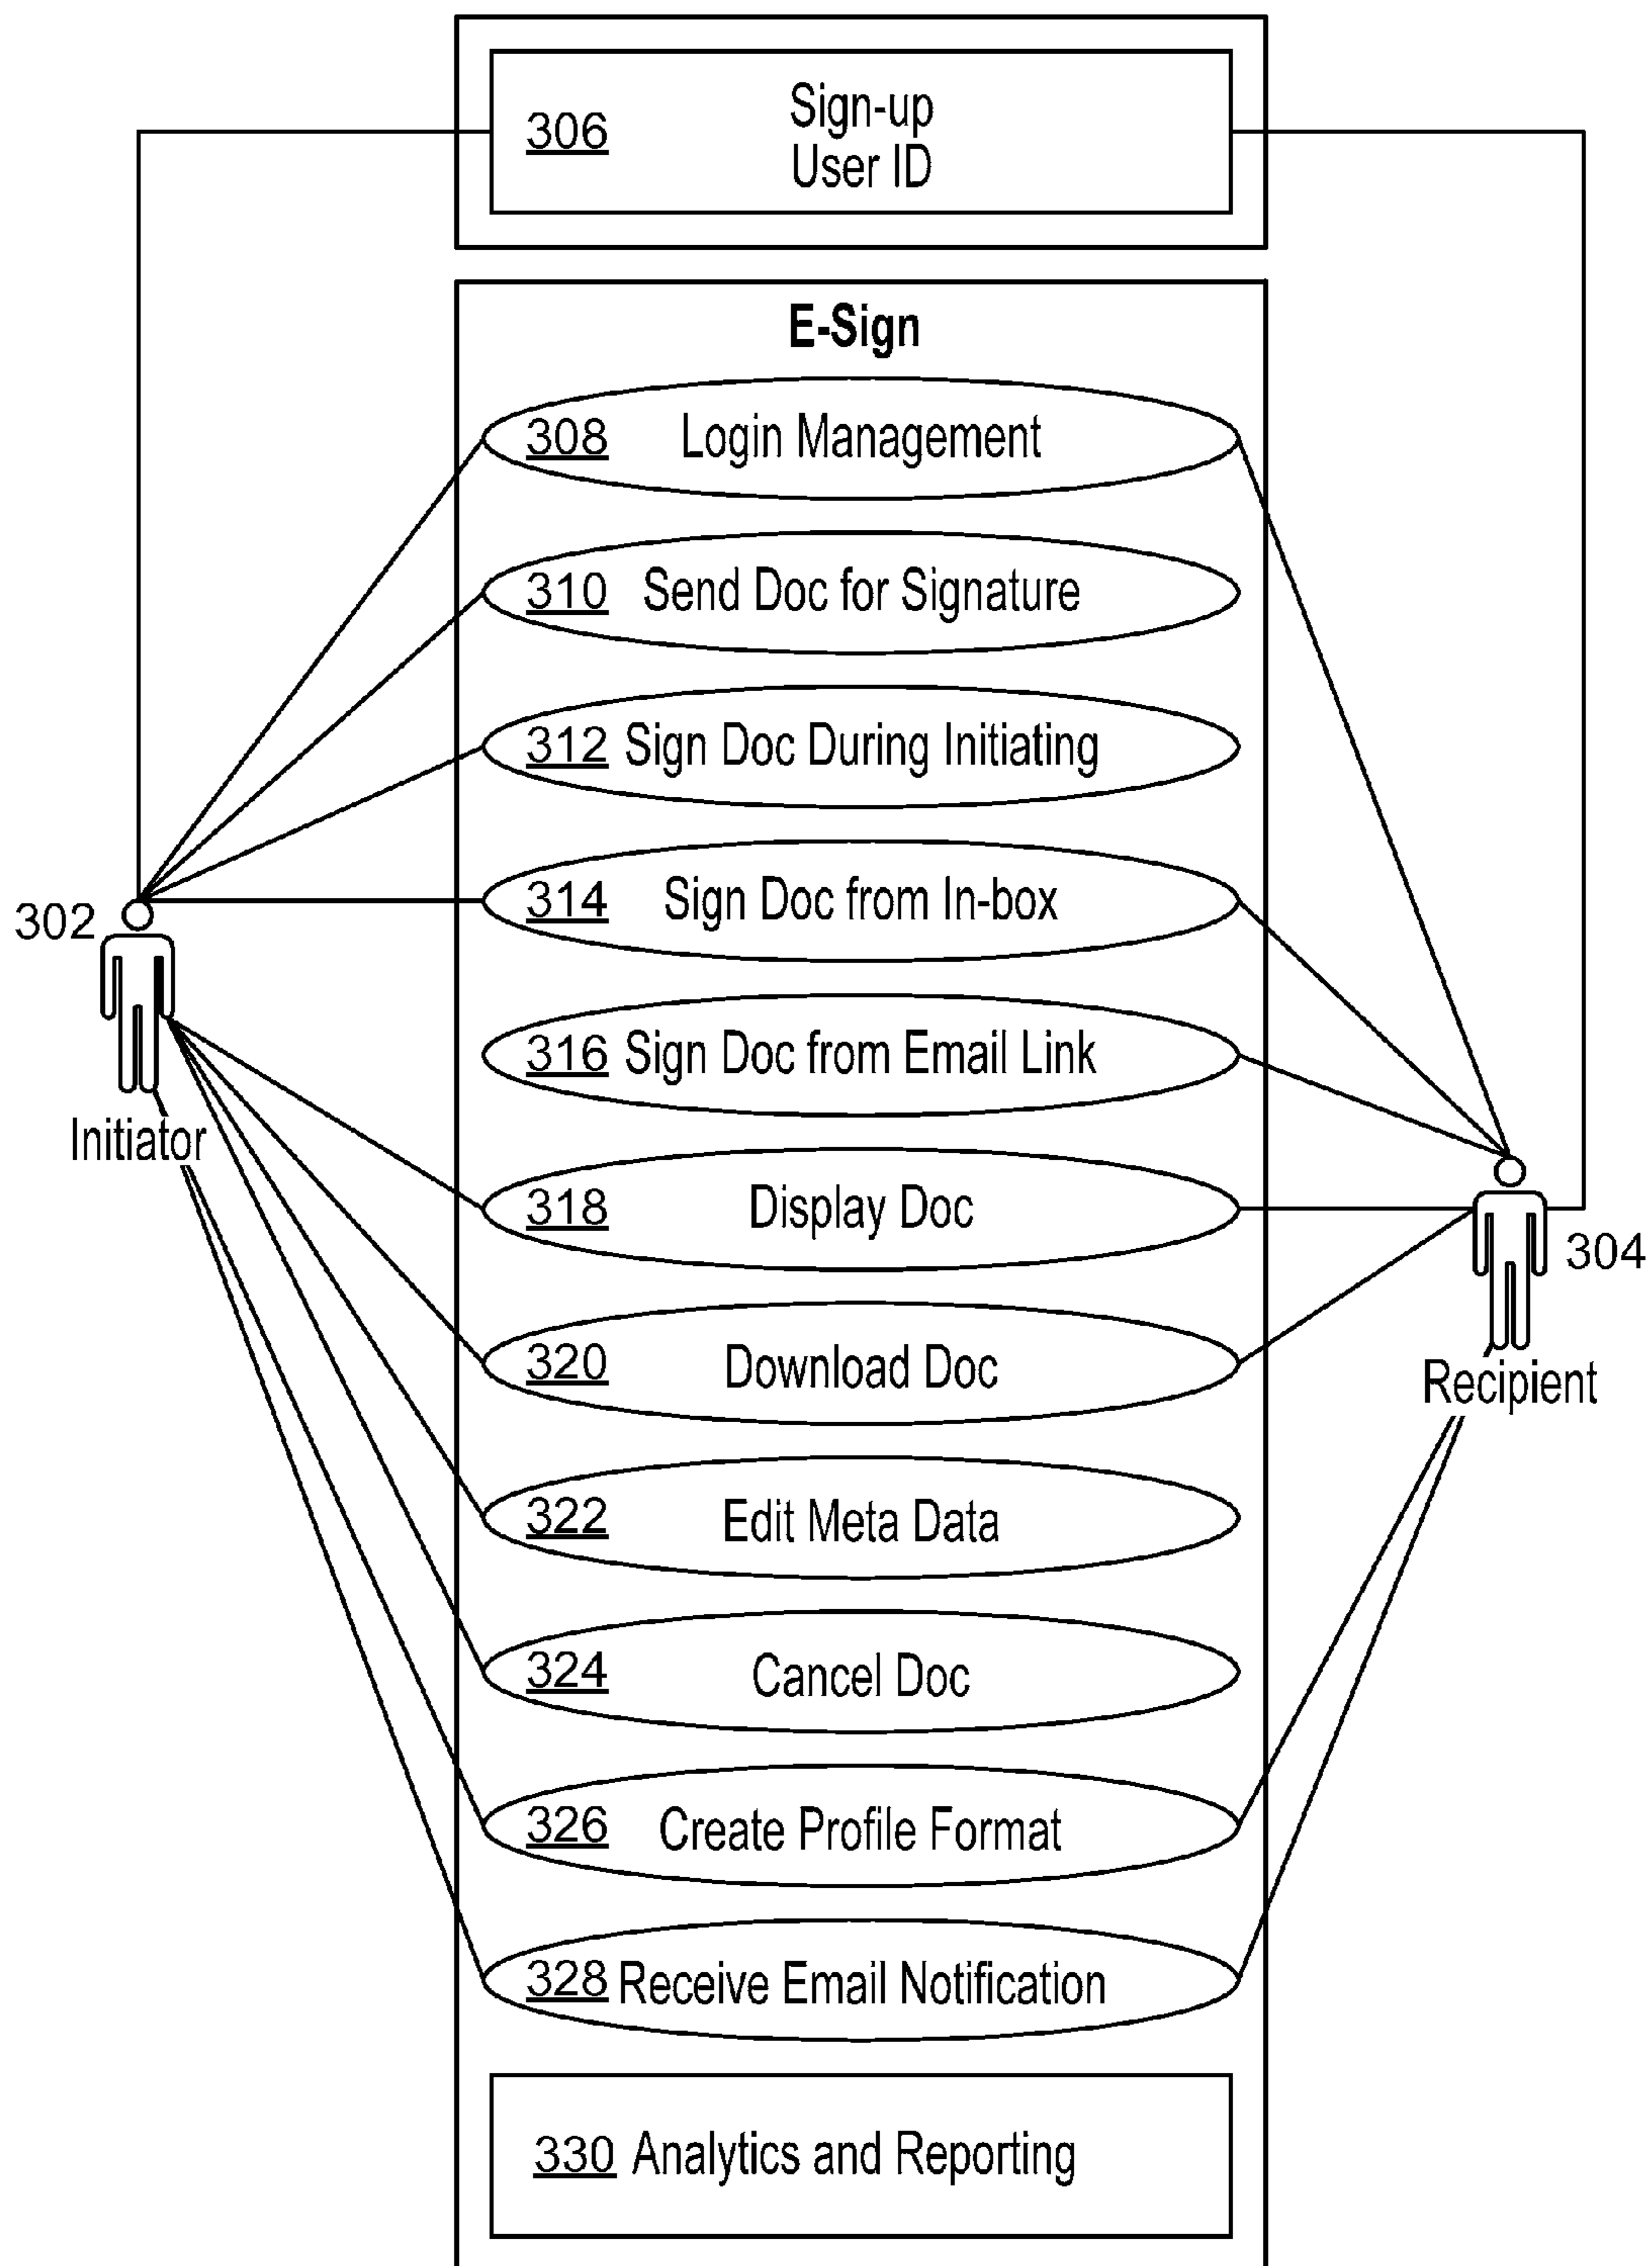 306 Sign-up
User ID
E-Sign
308 Login Management
310 Send Doc for Signature
312 Sign Doc During Initiating
302
314 Sign Doc from In-box
316 Sign Doc from Email Link
Initiator
318 Display Doc
304
320 Download Doc
Recipient
322 Edit Meta Data
324 Cancel Doc
326 Create Profile Format
328 Receive Email Notification
330 Analytics and Reporting